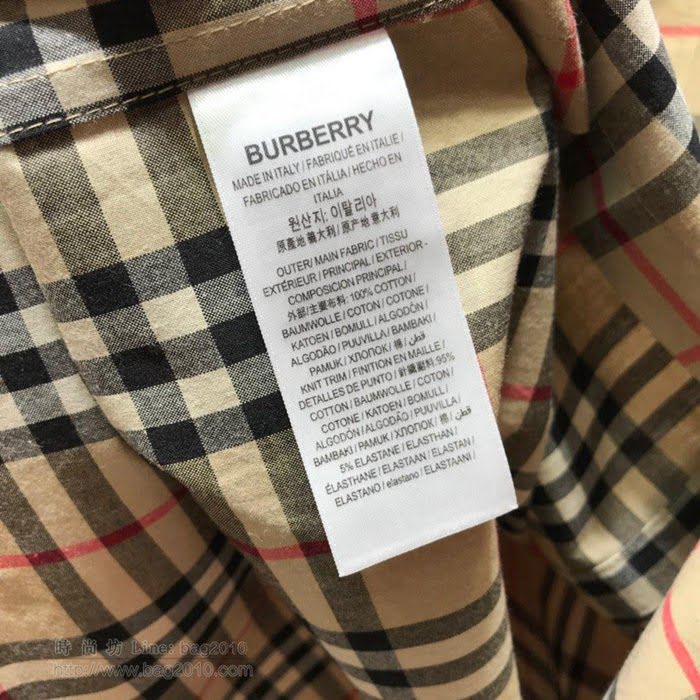 BURBERRY
MADE IN ITALY / FABRIQUÉ EN ITALIE /
FABRICADO EN ITÀLIA / HECHO EN
ITALIA
원산지: 이탈리아
原產地 義大利 / 原产地 意大利
OUTER / MAIN FABRIC / TISSU
EXTÉRIEUR / PRINCIPAL / EXTERIOR -
COMPOSICION PRINCIPAL /
外部/主要布料: 100% COTTON /
BAUMWOLLE / COTON / COTONE /
KATOEN / BOMULL / ALGODÓN /
ALGODÃO / PUUVILLA / BAMBAKI /
PAMUK / ХЛОПОК / 棉 / قطن /
KNIT TRIM / FINITION EN MAILLE /
DETALLES DE PUNTO / 針織輔料: 95%
COTTON / BAUMWOLLE / COTON /
COTONE / KATOEN / BOMULL /
ALGODÓN / ALGODÃO / PUUVILLA /
BAMBAKI / PAMUK / ХЛОПОК / 棉 / قطن /
5% ELASTANE / ELASTHAN /
ÉLASTHANE / ELASTAAN / ELASTAN /
ELASTANO / elastano / ELASTAANI /
時尚坊 Line: bag2010
http://www.bag2010.com/